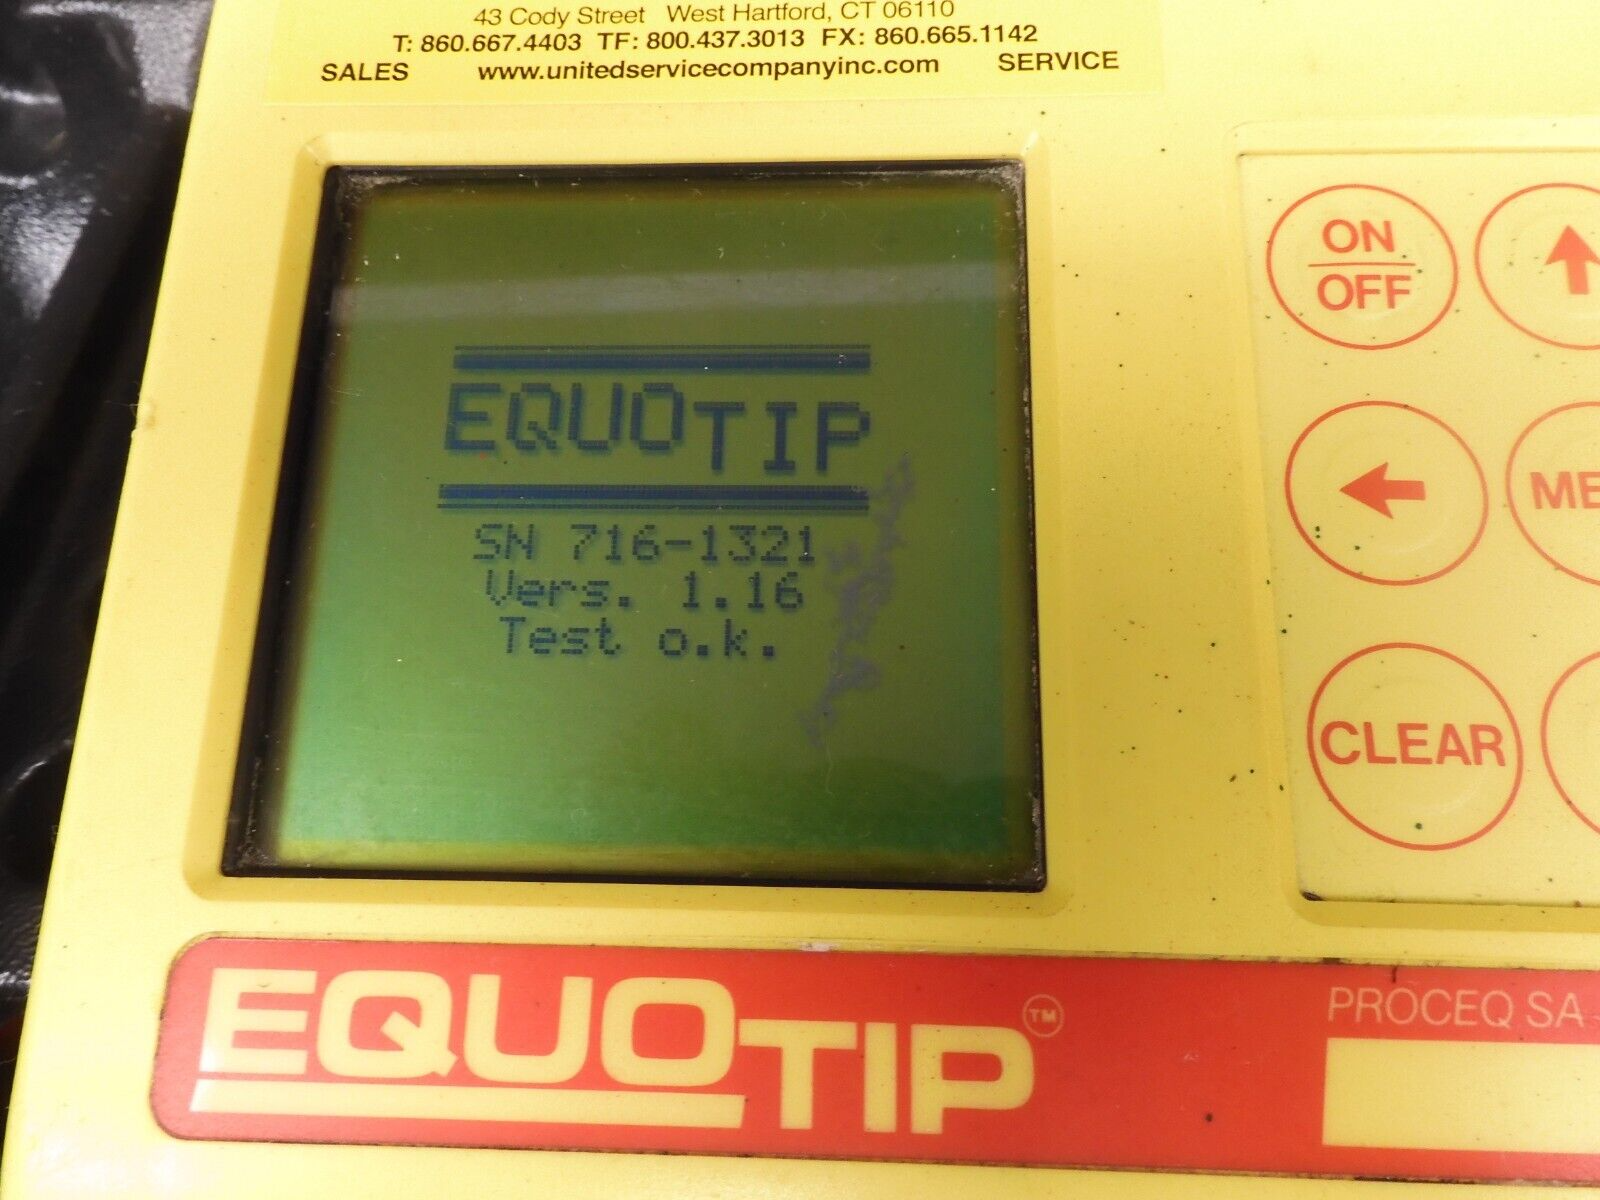 43 Cody Street West Hartford, CT 06110
T: 860.667.4403 TF: 800.437.3013 FX: 860.665.1142
SALES www.unitedservicecompanyinc.com SERVICE
ON
OFF
EQUOTIP
SN 716-1321
Vers. 1.16
Test o.k.
CLEAR
EQUOTIP™
PROCEQ SA